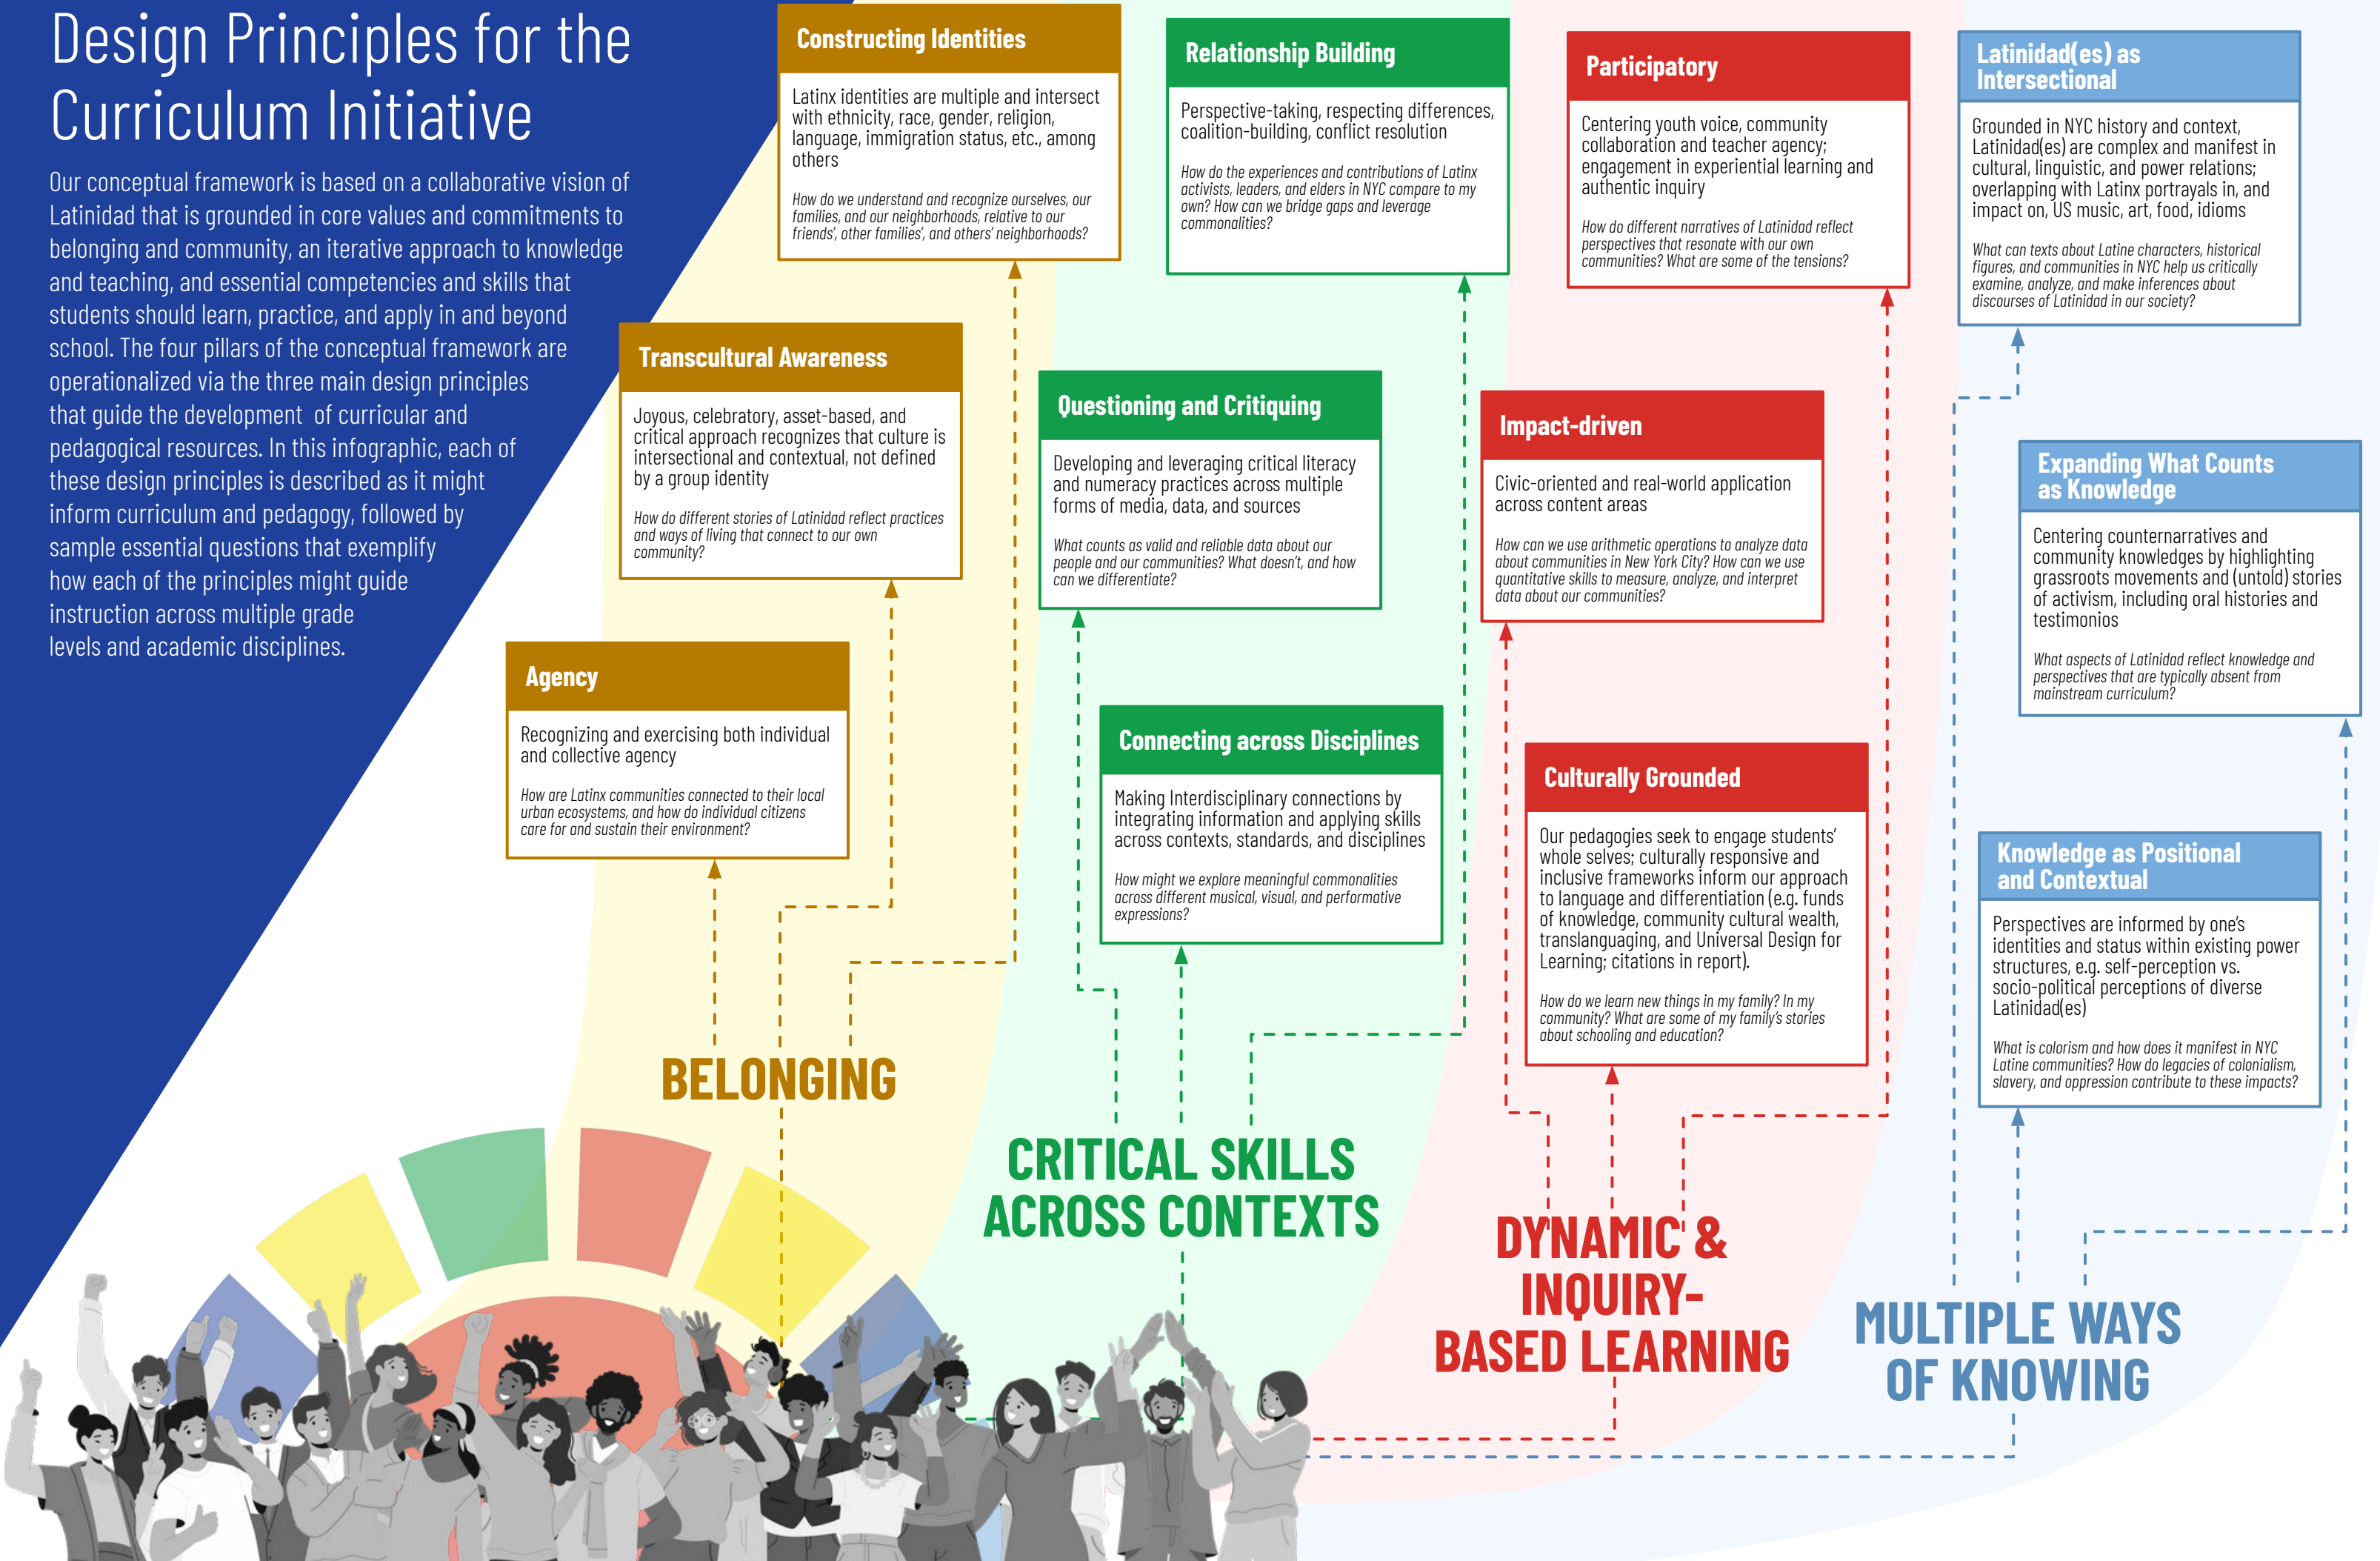 Design Principles for the
Curriculum Initiative
Our conceptual framework is based on a collaborative vision of
Latinidad that is grounded in core values and commitments to
belonging and community, an iterative approach to knowledge
and teaching, and essential competencies and skills that
students should learn, practice, and apply in and beyond
school. The four pillars of the conceptual framework are
operationalized via the three main design principles
that guide the development of curricular and
pedagogical resources. In this infographic, each of
these design principles is described as it might
inform curriculum and pedagogy, followed by
sample essential questions that exemplify
how each of the principles might guide
instruction across multiple grade
levels and academic disciplines.
Constructing Identities
Latinx identities are multiple and intersect
with ethnicity, race, gender, religion,
language, immigration status, etc., among
others
How do we understand and recognize ourselves, our
families, and our neighborhoods, relative to our
friends', other families', and others' neighborhoods?
Transcultural Awareness
Joyous, celebratory, asset-based, and
critical approach recognizes that culture is
intersectional and contextual, not defined
by a group identity
How do different stories of Latinidad reflect practices
and ways of living that connect to our own
community?
Agency
Recognizing and exercising both individual
and collective agency
How are Latinx communities connected to their local
urban ecosystems, and how do individual citizens
care for and sustain their environment?
BELONGING
Relationship Building
Perspective-taking, respecting differences,
coalition-building, conflict resolution
How do the experiences and contributions of Latinx
activists, leaders, and elders in NYC compare to my
own? How can we bridge gaps and leverage
commonalities?
Questioning and Critiquing
Developing and leveraging critical literacy
and numeracy practices across multiple
forms of media, data, and sources
What counts as valid and reliable data about our
people and our communities? What doesn't, and how
can we differentiate?
Connecting across Disciplines
Making Interdisciplinary connections by
integrating information and applying skills
across contexts, standards, and disciplines
How might we explore meaningful commonalities
across different musical, visual, and performative
expressions?
CRITICAL SKILLS
ACROSS CONTEXTS
Participatory
Centering youth voice, community
collaboration and teacher agency;
engagement in experiential learning and
authentic inquiry
How do different narratives of Latinidad reflect
perspectives that resonate with our own
communities? What are some of the tensions?
Impact-driven
Civic-oriented and real-world application
across content areas
How can we use arithmetic operations to analyze data
about communities in New York City? How can we use
quantitative skills to measure, analyze, and interpret
data about our communities?
Culturally Grounded
Our pedagogies seek to engage students'
whole selves; culturally responsive and
inclusive frameworks inform our approach
to language and differentiation (e.g. funds
of knowledge, community cultural wealth,
translanguaging, and Universal Design for
Learning; citations in report).
How do we learn new things in my family? In my
community? What are some of my family's stories
about schooling and education?
DYNAMIC &
INQUIRY-
BASED LEARNING
Latinidad(es) as
Intersectional
Grounded in NYC history and context,
Latinidad(es) are complex and manifest in
cultural, linguistic, and power relations;
overlapping with Latinx portrayals in, and
impact on, US music, art, food, idioms
What can texts about Latine characters, historical
figures, and communities in NYC help us critically
examine, analyze, and make inferences about
discourses of Latinidad in our society?
Expanding What Counts
as Knowledge
Centering counternarratives and
community knowledges by highlighting
grassroots movements and (untold) stories
of activism, including oral histories and
testimonios
What aspects of Latinidad reflect knowledge and
perspectives that are typically absent from
mainstream curriculum?
Knowledge as Positional
and Contextual
Perspectives are informed by one's
identities and status within existing power
structures, e.g. self-perception vs.
socio-political perceptions of diverse
Latinidad(es)
What is colorism and how does it manifest in NYC
Latine communities? How do legacies of colonialism,
slavery, and oppression contribute to these impacts?
MULTIPLE WAYS
OF KNOWING